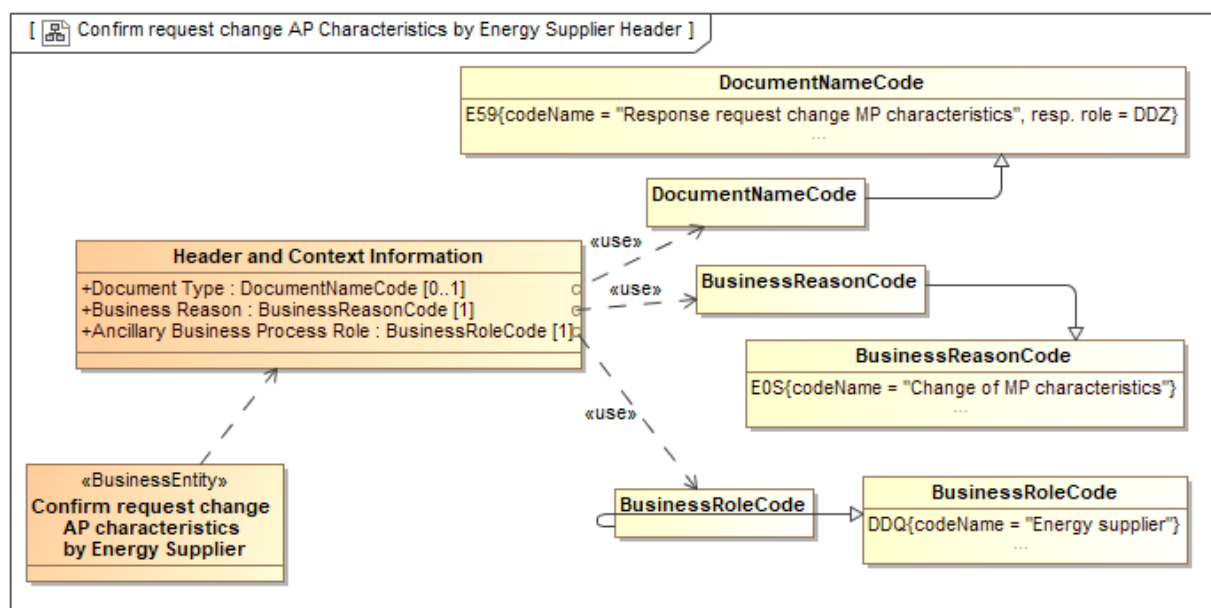 [ Confirm request change AP Characteristics by Energy Supplier Header ]
DocumentNameCode
E59{codeName = "Response request change MP characteristics", resp. role = DDZ}
...
DocumentNameCode
«use»
Header and Context Information
+Document Type : DocumentNameCode [0..1]
+Business Reason : BusinessReasonCode [1]
+Ancillary Business Process Role : BusinessRoleCode [1]
«use»
BusinessReasonCode
BusinessReasonCode
E0S{codeName = "Change of MP characteristics"}
...
«use»
«BusinessEntity»
Confirm request change
AP characteristics
by Energy Supplier
BusinessRoleCode
BusinessRoleCode
DDQ{codeName = "Energy supplier"}
...